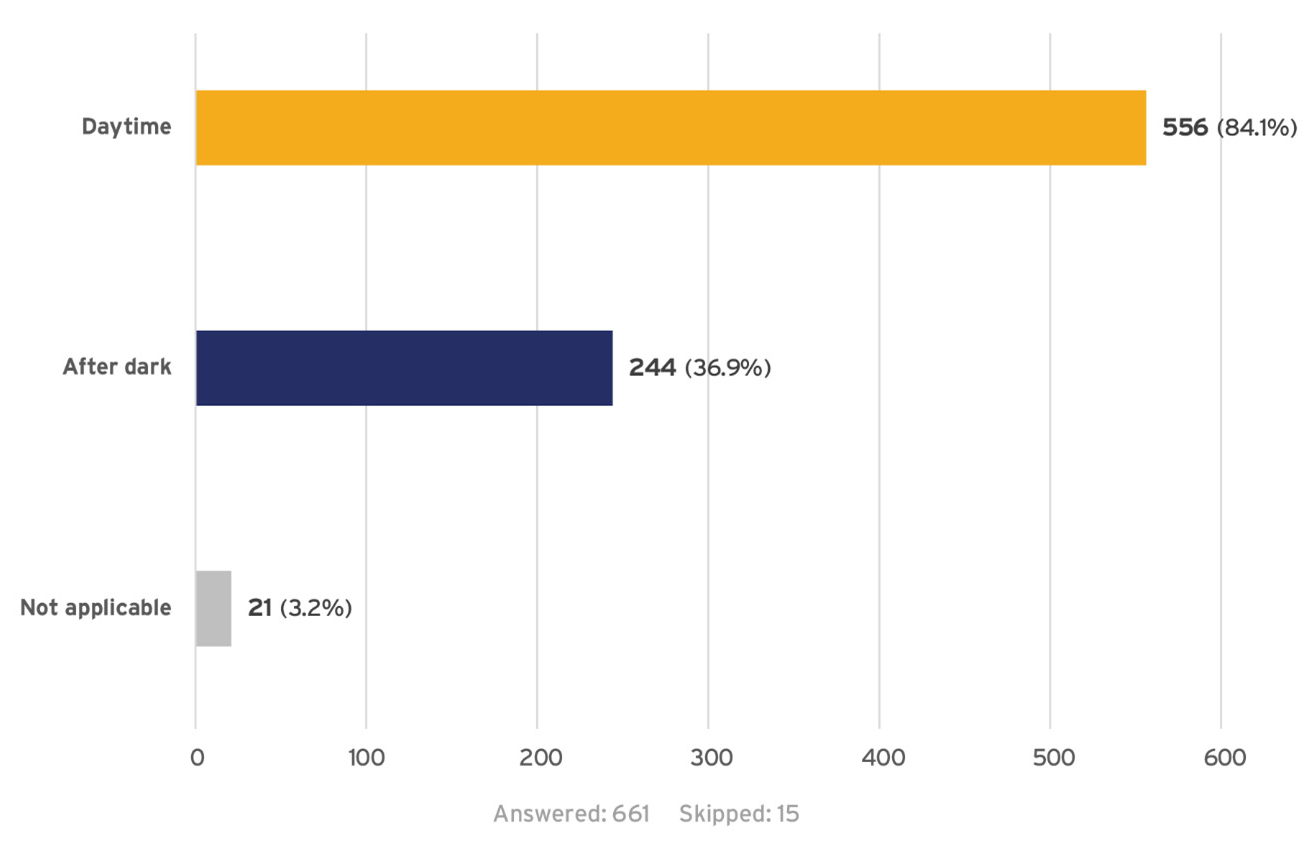 Daytime 556 (84.1%)
After dark 244 (36.9%)
Not applicable 21 (3.2%)
0 100 200 300 400 500 600
Answered: 661 Skipped: 15